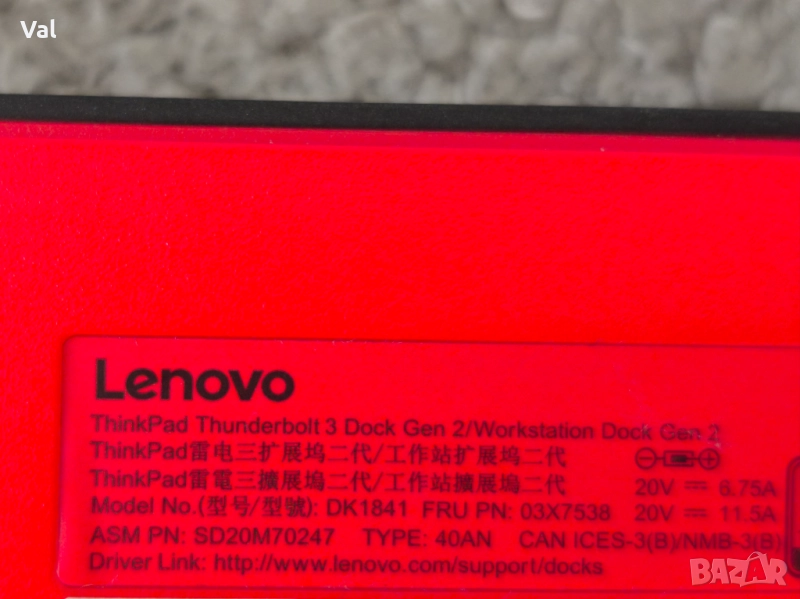 Val
Lenovo
ThinkPad Thunderbolt 3 Dock Gen 2/Workstation Dock Gen 2
ThinkPad雷电三扩展坞二代/工作站扩展坞二代
ThinkPad雷電三擴展塢二代/工作站擴展塢二代
20V ⎓ 6.75A
Model No.(型号/型號): DK1841 FRU PN: 03X7538 20V ⎓ 11.5A
ASM PN: SD20M70247 TYPE: 40AN CAN ICES-3(B)/NMB-3(B)
Driver Link: http://www.lenovo.com/support/docks
BAZAR